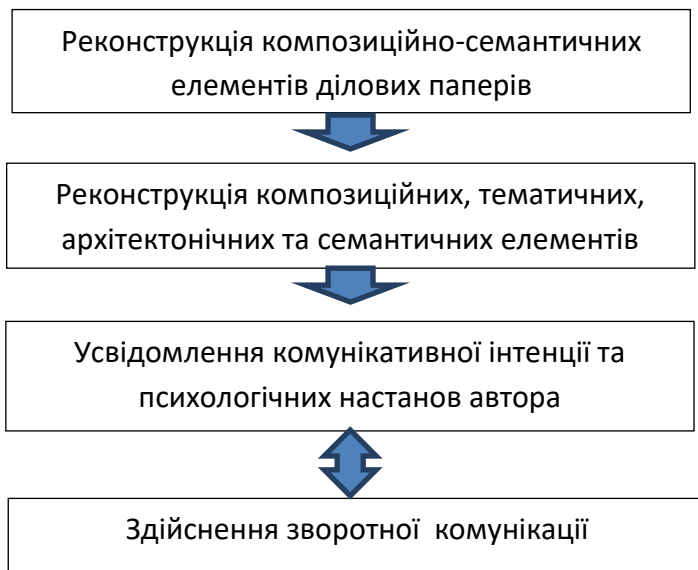 Реконструкція композиційно-семантичних
елементів ділових паперів
Реконструкція композиційних, тематичних,
архітектонічних та семантичних елементів
Усвідомлення комунікативної інтенції та
психологічних настанов автора
Здійснення зворотної комунікації